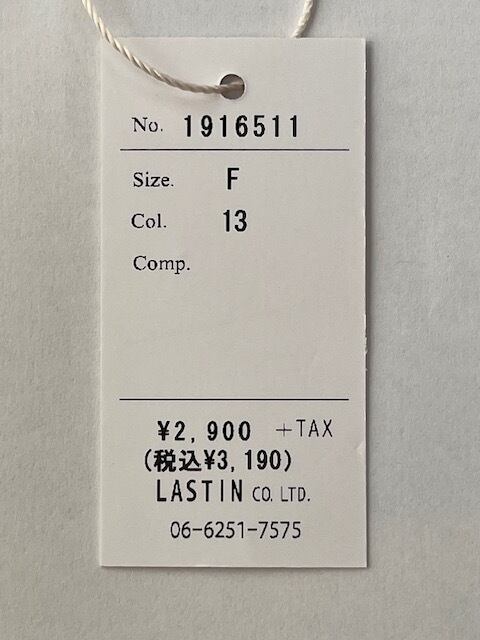 No. 1916511
Size. F
Col. 13
Comp.
¥2,900 +TAX
(税込¥3,190)
LASTIN CO. LTD.
06-6251-7575